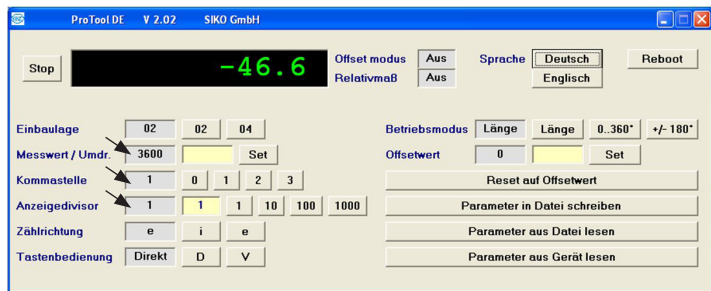 ProTool DE V 2.02 SIKO GmbH
Stop -46.6 Offset modus Aus Sprache Deutsch Reboot
Relativmaß Aus Englisch
Einbaulage 02 02 04 Betriebsmodus Länge Länge 0..360° +/- 180°
Messwert / Umdr. 3600 Set Offsetwert 0 Set
Kommastelle 1 0 1 2 3 Reset auf Offsetwert
Anzeigedivisor 1 1 1 10 100 1000 Parameter in Datei schreiben
Zählrichtung e i e Parameter aus Datei lesen
Tastenbedienung Direkt D V Parameter aus Gerät lesen